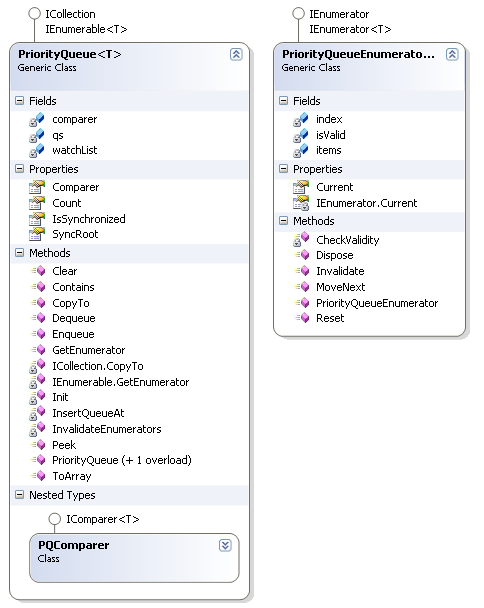 ICollection
IEnumerable<T>
PriorityQueue<T>
Generic Class
Fields
comparer
qs
watchList
Properties
Comparer
Count
IsSynchronized
SyncRoot
Methods
Clear
Contains
CopyTo
Dequeue
Enqueue
GetEnumerator
ICollection.CopyTo
IEnumerable.GetEnumerator
Init
InsertQueueAt
InvalidateEnumerators
Peek
PriorityQueue (+ 1 overload)
ToArray
Nested Types
IComparer<T>
PQComparer
Class
IEnumerator
IEnumerator<T>
PriorityQueueEnumerato...
Generic Class
Fields
index
isValid
items
Properties
Current
IEnumerator.Current
Methods
CheckValidity
Dispose
Invalidate
MoveNext
PriorityQueueEnumerator
Reset